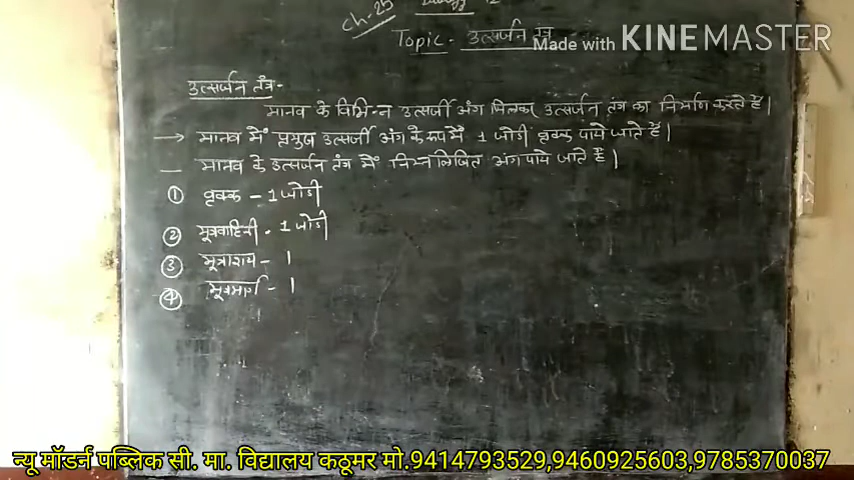 Ch-25 Biology 12
Topic- उत्सर्जन तंत्र
Made with KINEMASTER
उत्सर्जन तंत्र-
मानव के विभिन्न उत्सर्जी अंग मिलकर उत्सर्जन तंत्र का निर्माण करते हैं।
→ मानव में प्रमुख उत्सर्जी अंग के रूप में 1 जोडी वृक्क पाये जाते हैं।
— मानव के उत्सर्जन तंत्र में निम्नलिखित अंग पाये जाते हैं।
① वृक्क - 1 जोडी
② मूत्रवाहिनी - 1 जोडी
③ मूत्राशय - 1
④ मूत्रमार्ग - 1
न्यू मॉडर्न पब्लिक सी. मा. विद्यालय कठूमर मो.9414793529,9460925603,9785370037